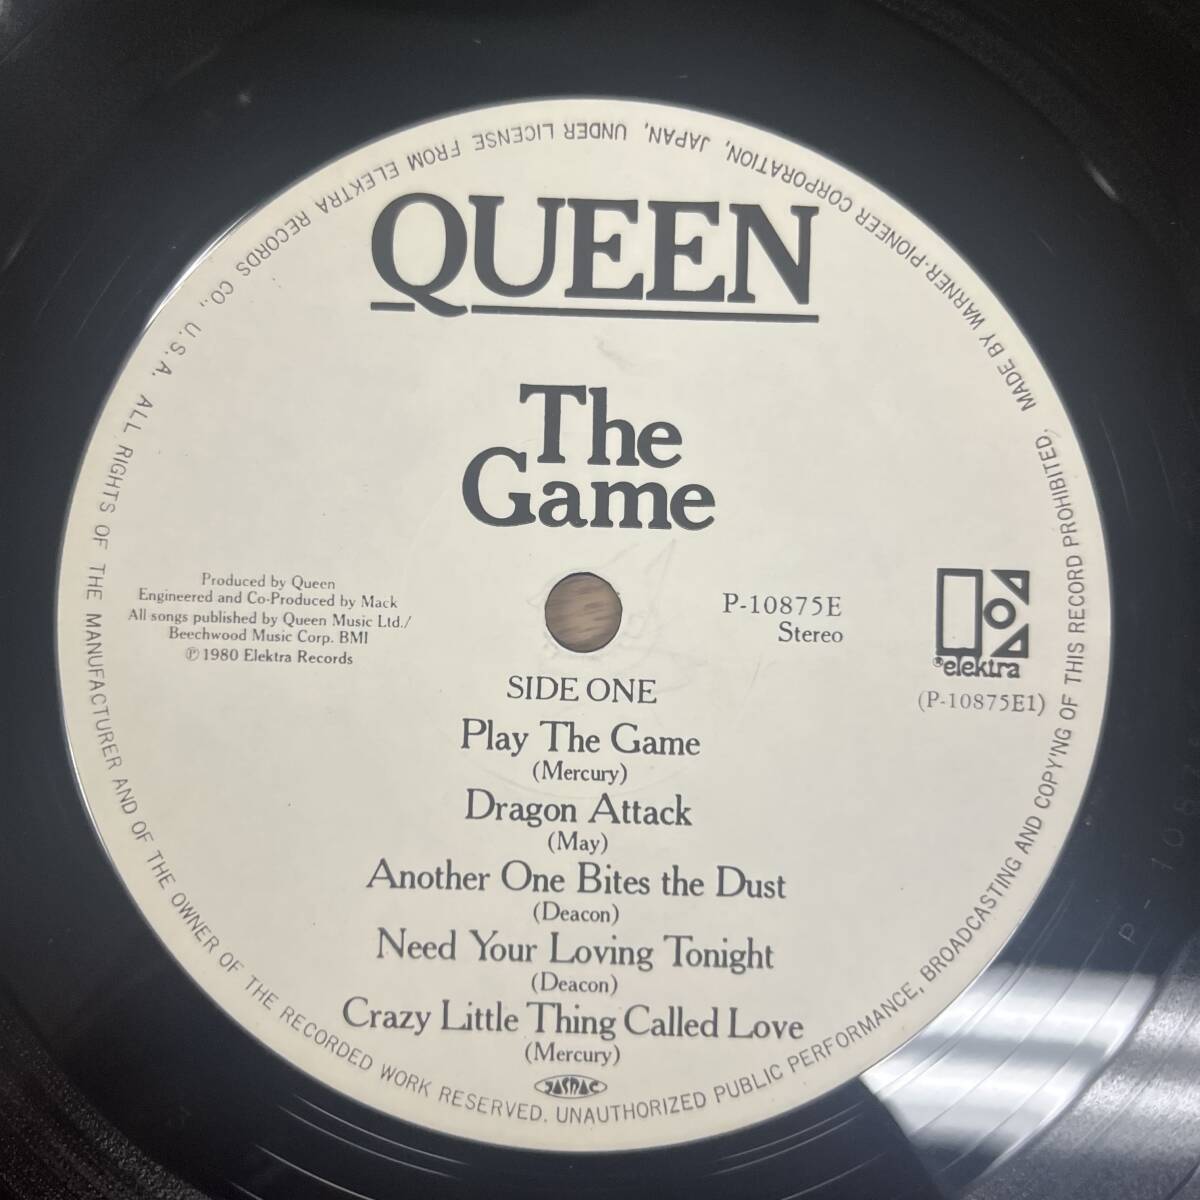 QUEEN
The
Game
Produced by Queen
Engineered and Co-Produced by Mack
All songs published by Queen Music Ltd./
Beechwood Music Corp. BMI
℗ 1980 Elektra Records
P-10875E
Stereo
®elektra
(P-10875E1)
SIDE ONE
Play The Game
(Mercury)
Dragon Attack
(May)
Another One Bites the Dust
(Deacon)
Need Your Loving Tonight
(Deacon)
Crazy Little Thing Called Love
(Mercury)
JASRAC
MADE BY WARNER-PIONEER CORPORATION, JAPAN, UNDER LICENSE FROM ELEKTRA RECORDS CO., U.S.A. ALL RIGHTS OF THE MANUFACTURER AND OF THE OWNER OF THE RECORDED WORK RESERVED. UNAUTHORIZED PUBLIC PERFORMANCE, BROADCASTING AND COPY'NG OF THIS RECORD PROHIBITED.